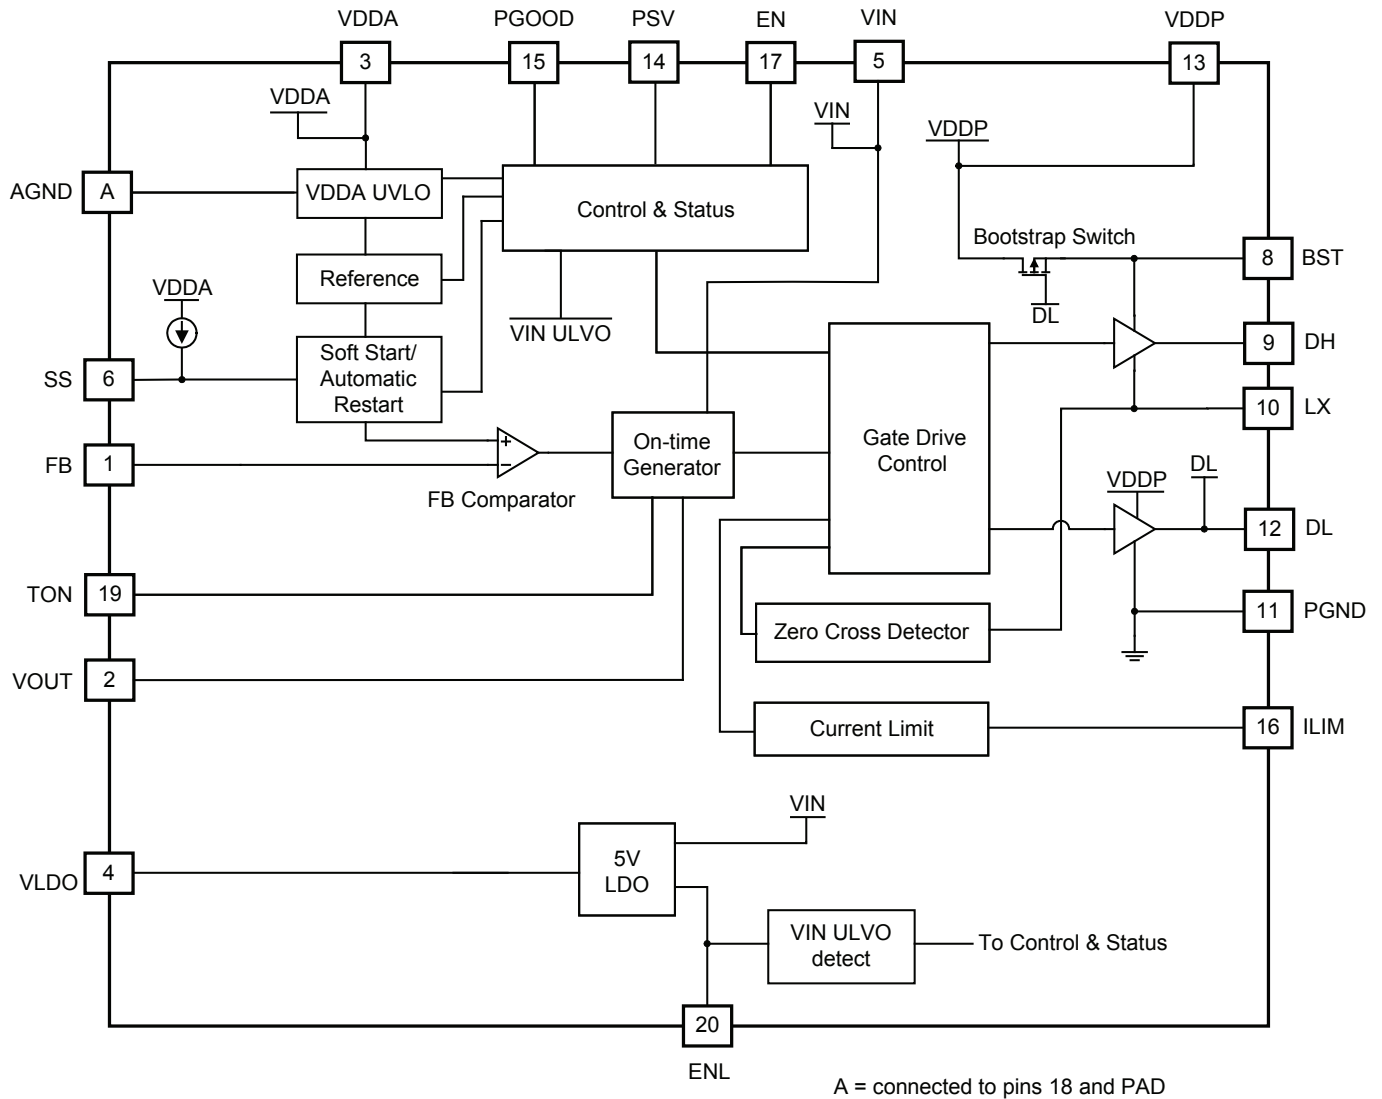 VDDA
PGOOD
PSV
EN
VIN
VDDP
3
15
14
17
5
13
VDDA
VIN
VDDP
AGND
A
VDDA UVLO
Control & Status
Bootstrap Switch
8
BST
Reference
VDDA
VIN ULVO
DL
9
DH
SS
6
Soft Start/
Automatic
Restart
10
LX
FB
1
+
−
FB Comparator
On-time
Generator
Gate Drive
Control
VDDP
DL
12
DL
TON
19
11
PGND
Zero Cross Detector
VOUT
2
Current Limit
16
ILIM
VIN
VLDO
4
5V
LDO
VIN ULVO
detect
To Control & Status
20
ENL
A = connected to pins 18 and PAD